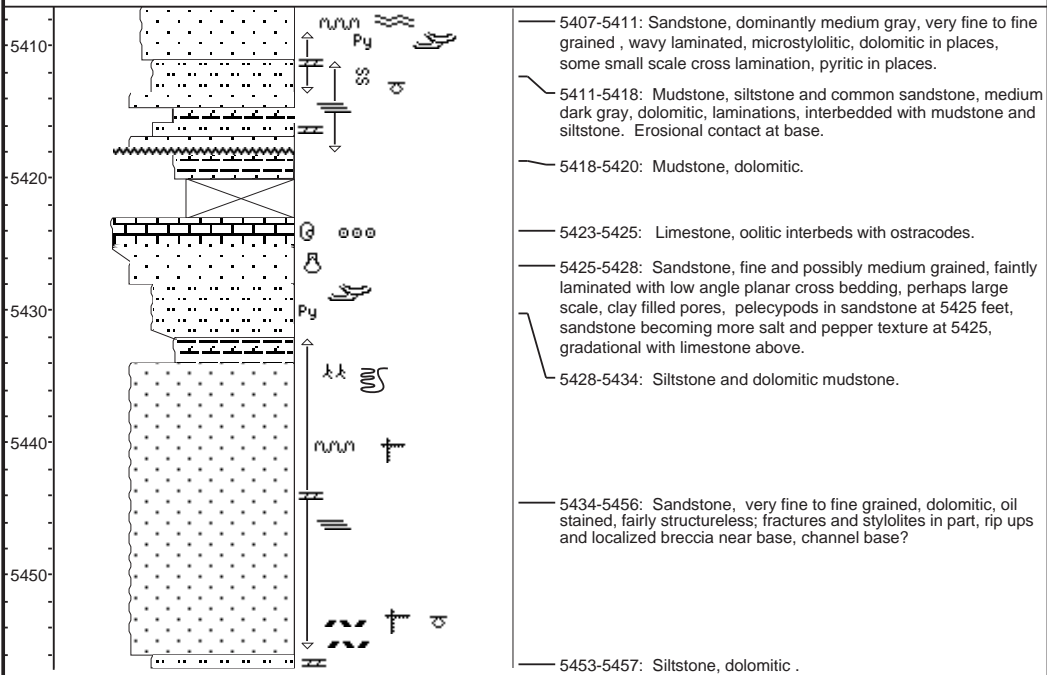 5407-5411: Sandstone, dominantly medium gray, very fine to fine
grained , wavy laminated, microstylolitic, dolomitic in places,
some small scale cross lamination, pyritic in places.
5410
Py
SS
5411-5418: Mudstone, siltstone and common sandstone, medium
dark gray, dolomitic, laminations, interbedded with mudstone and
siltstone. Erosional contact at base.
5418-5420: Mudstone, dolomitic.
5420
5423-5425: Limestone, oolitic interbeds with ostracodes.
5425-5428: Sandstone, fine and possibly medium grained, faintly
laminated with low angle planar cross bedding, perhaps large
scale, clay filled pores, pelecypods in sandstone at 5425 feet,
sandstone becoming more salt and pepper texture at 5425,
gradational with limestone above.
5430
Py
5428-5434: Siltstone and dolomitic mudstone.
5440
5434-5456: Sandstone, very fine to fine grained, dolomitic, oil
stained, fairly structureless; fractures and stylolites in part, rip ups
and localized breccia near base, channel base?
5450
5453-5457: Siltstone, dolomitic .